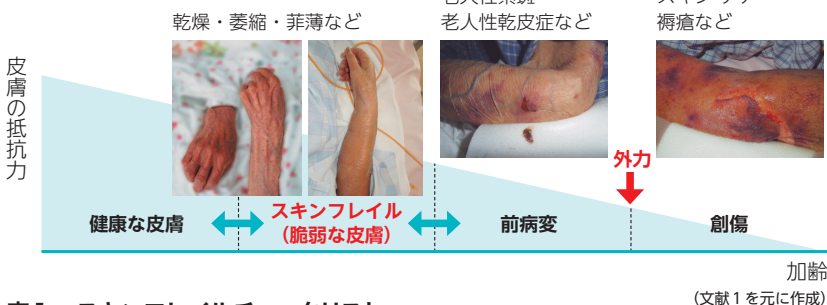 乾燥・萎縮・菲薄など
老人性乾皮症など
褥瘡など
皮膚の抵抗力
外力
健康な皮膚
スキンフレイル
（脆弱な皮膚）
前病変
創傷
加齢
（文献1を元に作成）